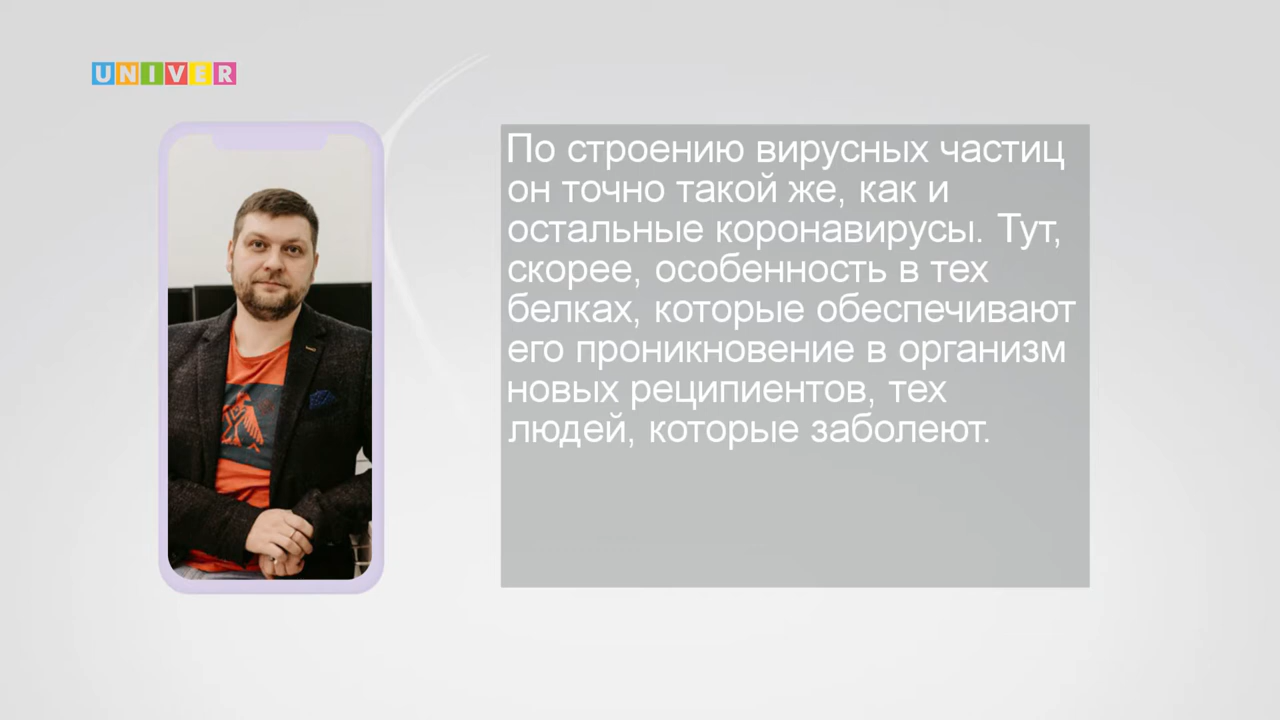 UNIVER
По строению вирусных частиц
он точно такой же, как и
остальные коронавирусы. Тут,
скорее, особенность в тех
белках, которые обеспечивают
его проникновение в организм
новых реципиентов, тех
людей, которые заболеют.